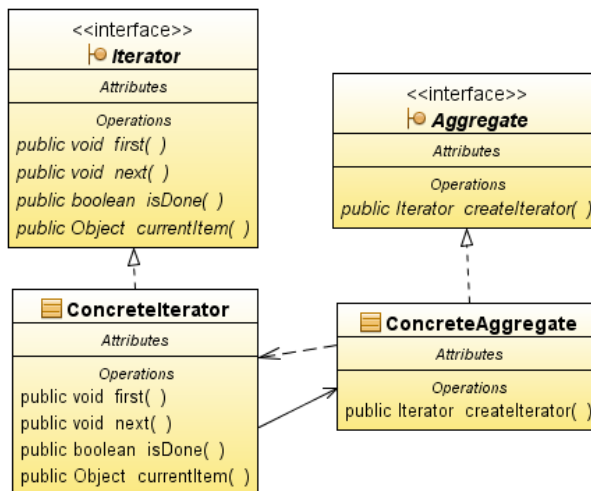 <<interface>>
Iterator
Attributes
Operations
public void first( )
public void next( )
public boolean isDone( )
public Object currentItem( )
<<interface>>
Aggregate
Attributes
Operations
public Iterator createIterator( )
ConcreteIterator
Attributes
Operations
public void first( )
public void next( )
public boolean isDone( )
public Object currentItem( )
ConcreteAggregate
Attributes
Operations
public Iterator createIterator( )